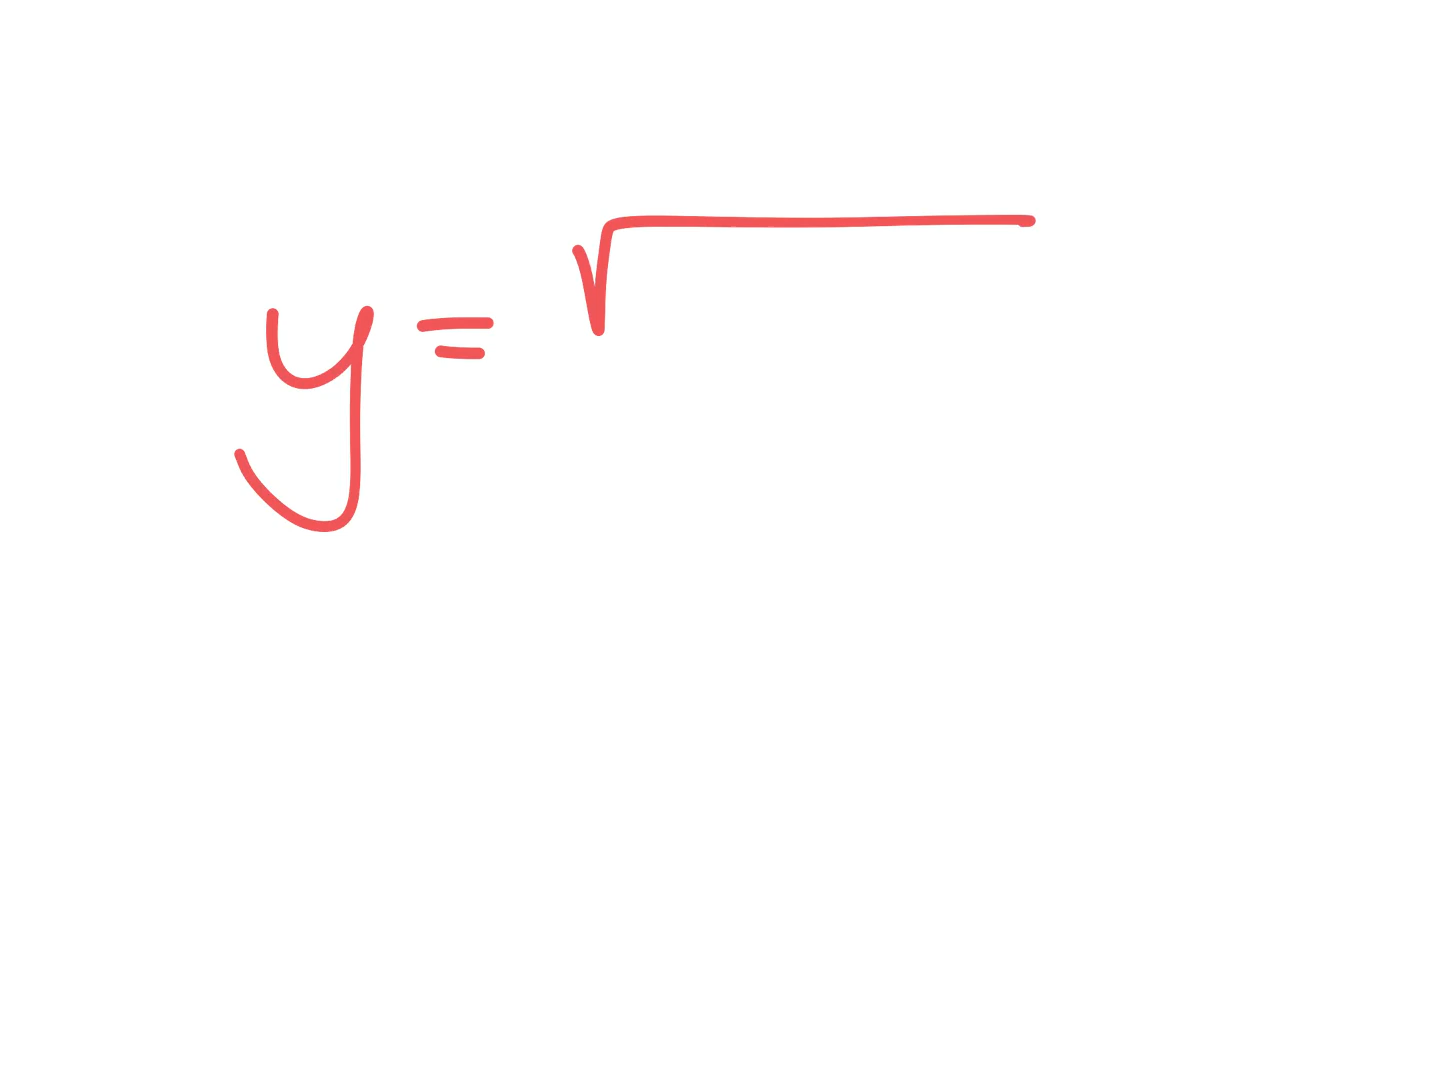 y = √